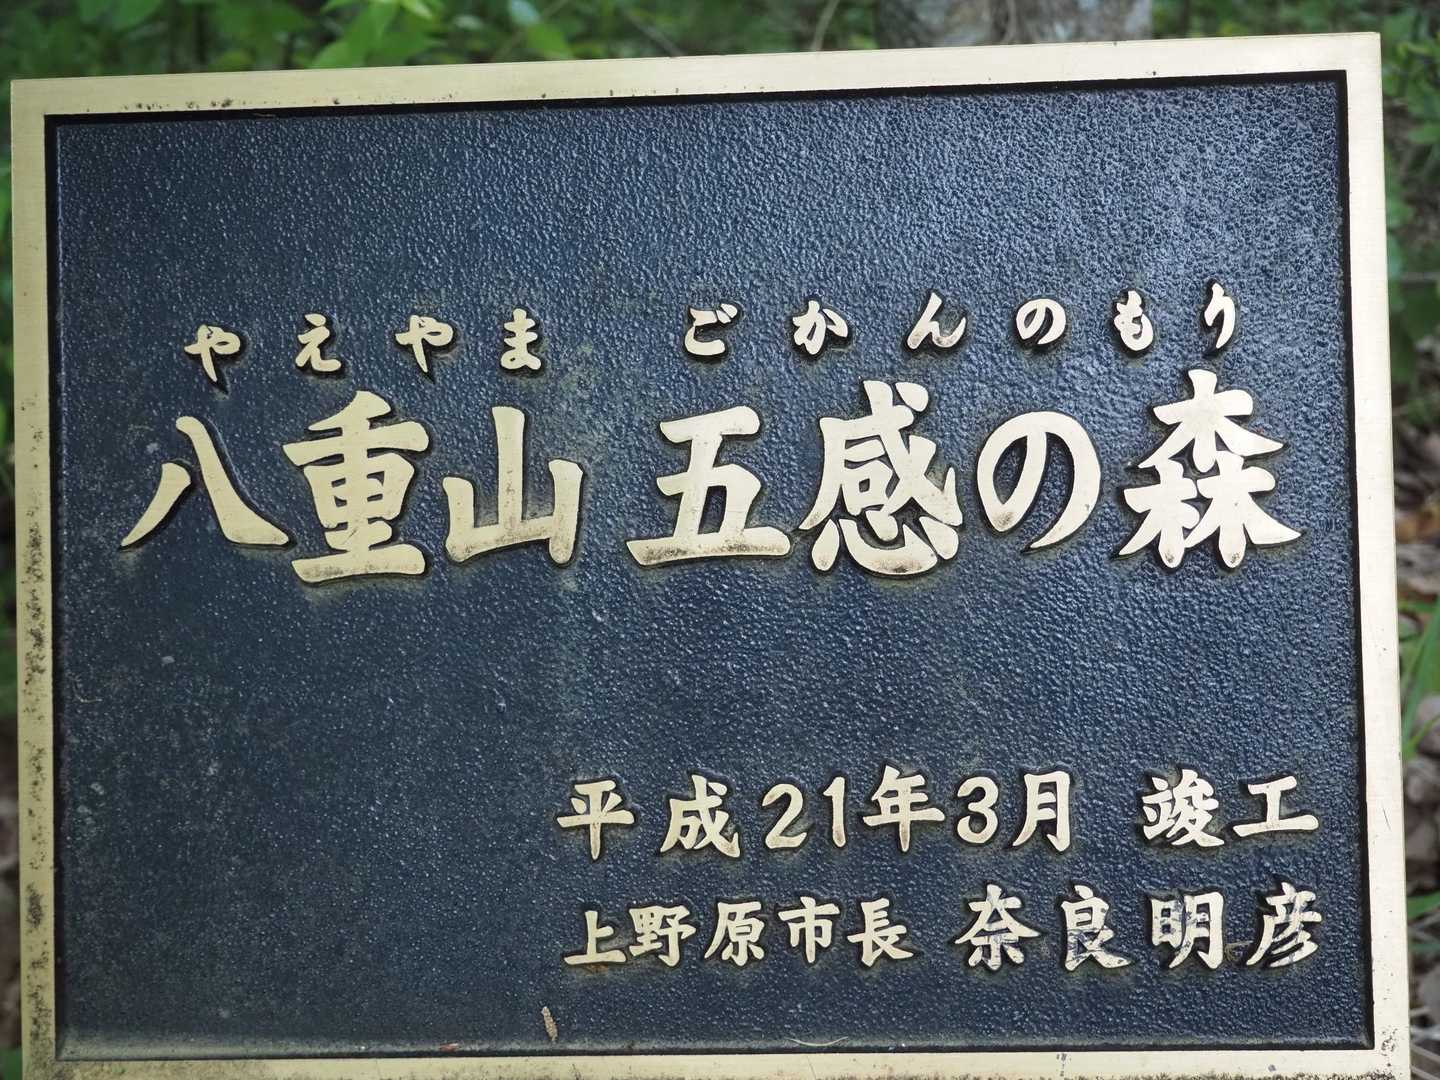 やえやま ごかんのもり
八重山 五感の森
平成21年3月 竣工
上野原市長 奈良明彦